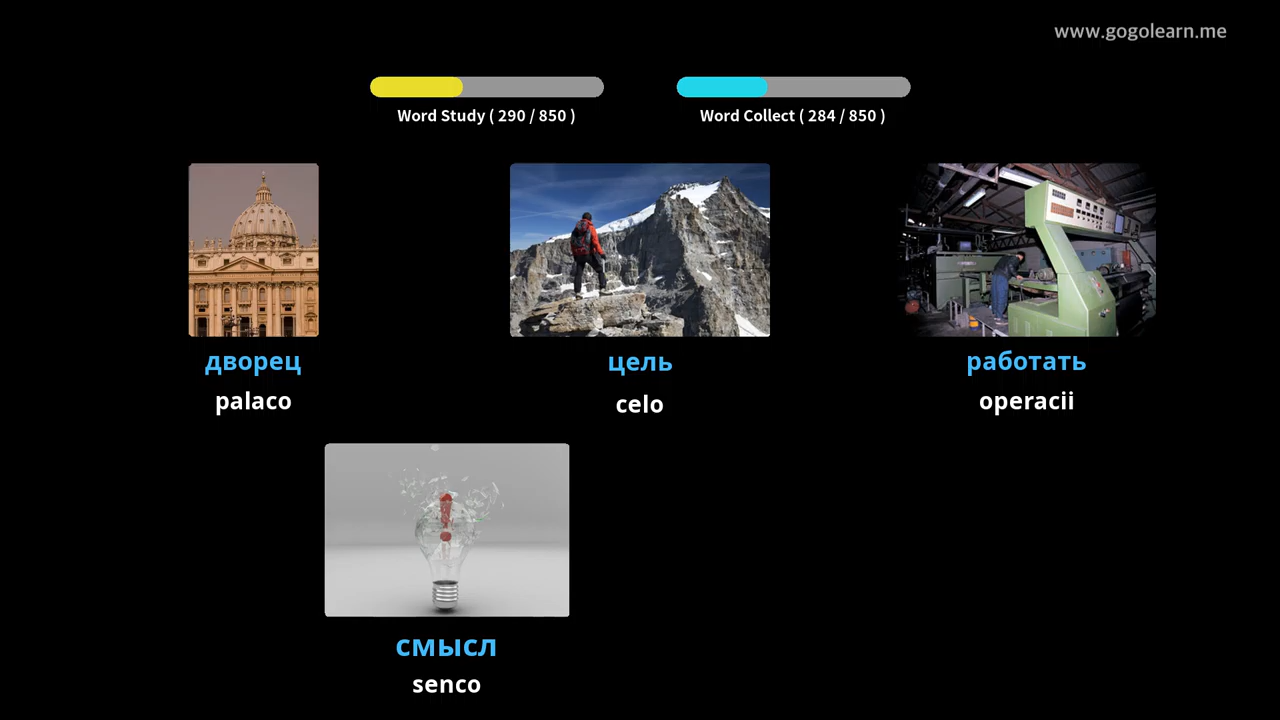 www.gogolearn.me
Word Study ( 290 / 850 )
Word Collect ( 284 / 850 )
дворец
palaco
цель
celo
работать
operacii
смысл
senco